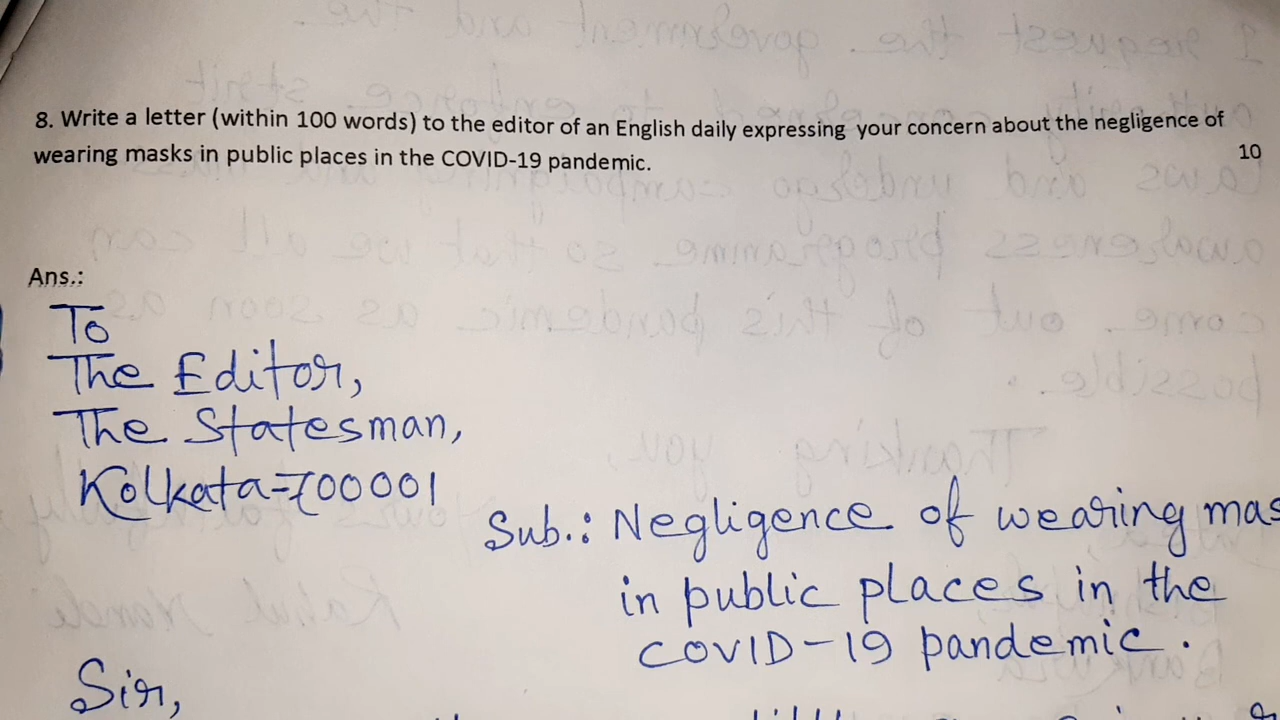 8. Write a letter (within 100 words) to the editor of an English daily expressing your concern about the negligence of
wearing masks in public places in the COVID-19 pandemic. 10
Ans.:
To
The Editor,
The Statesman,
Kolkata-700001
Sub.: Negligence of wearing mas
in public places in the
COVID-19 pandemic.
Sir,